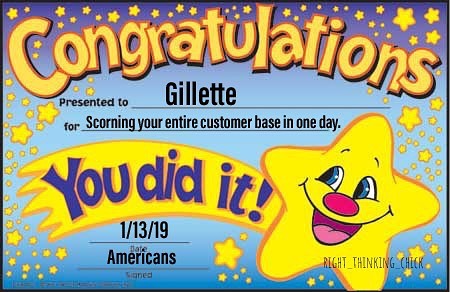 Congratulations
Presented to Gillette
for Scorning your entire customer base in one day.
You did it!
1/13/19
Date
Americans
Signed
RIGHT_THINKING_CHICK